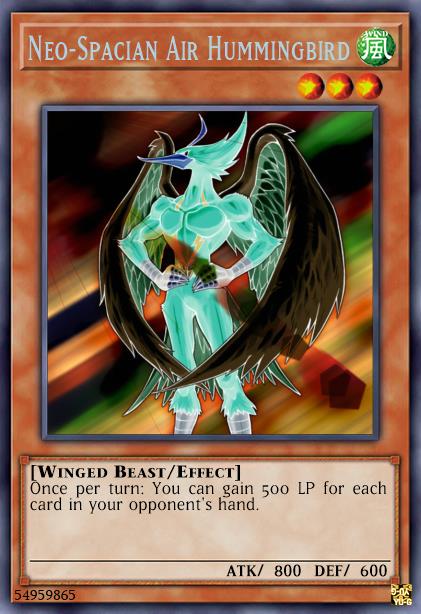 Neo-Spacian Air Hummingbird
WIND
風
[Winged Beast/Effect]
Once per turn: You can gain 500 LP for each
card in your opponent's hand.
ATK/ 800 DEF/ 600
54959865